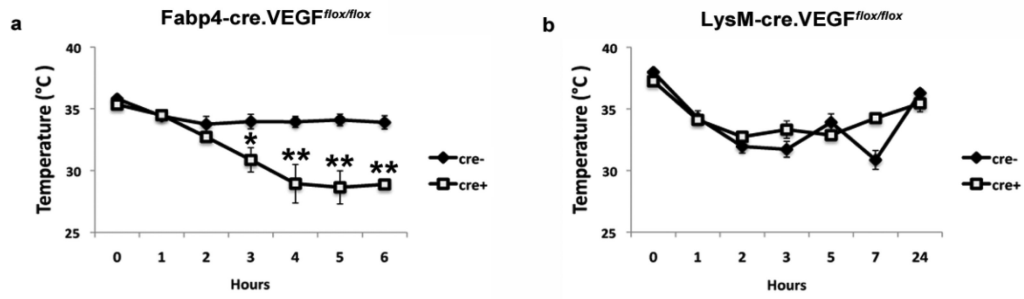 a
Fabp4-cre.VEGFflox/flox
Temperature (°C )
40
35
30
25
*
**
**
**
0 1 2 3 4 5 6
Hours
cre-
cre+
b
LysM-cre.VEGFflox/flox
Temperature (°C )
40
35
30
25
0 1 2 3 5 7 24
Hours
cre-
cre+